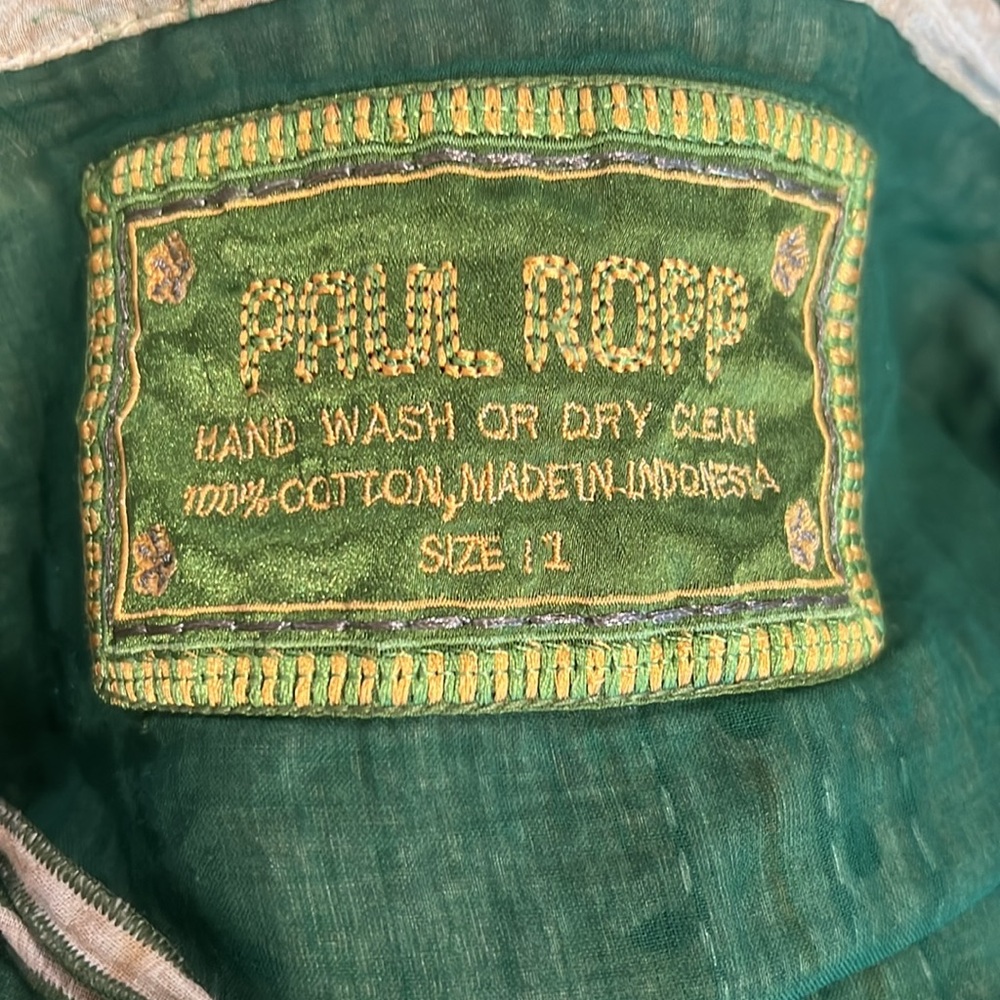 PAUL ROPP
HAND WASH OR DRY CLEAN
100% COTTON, MADE IN INDONESIA
SIZE : 1